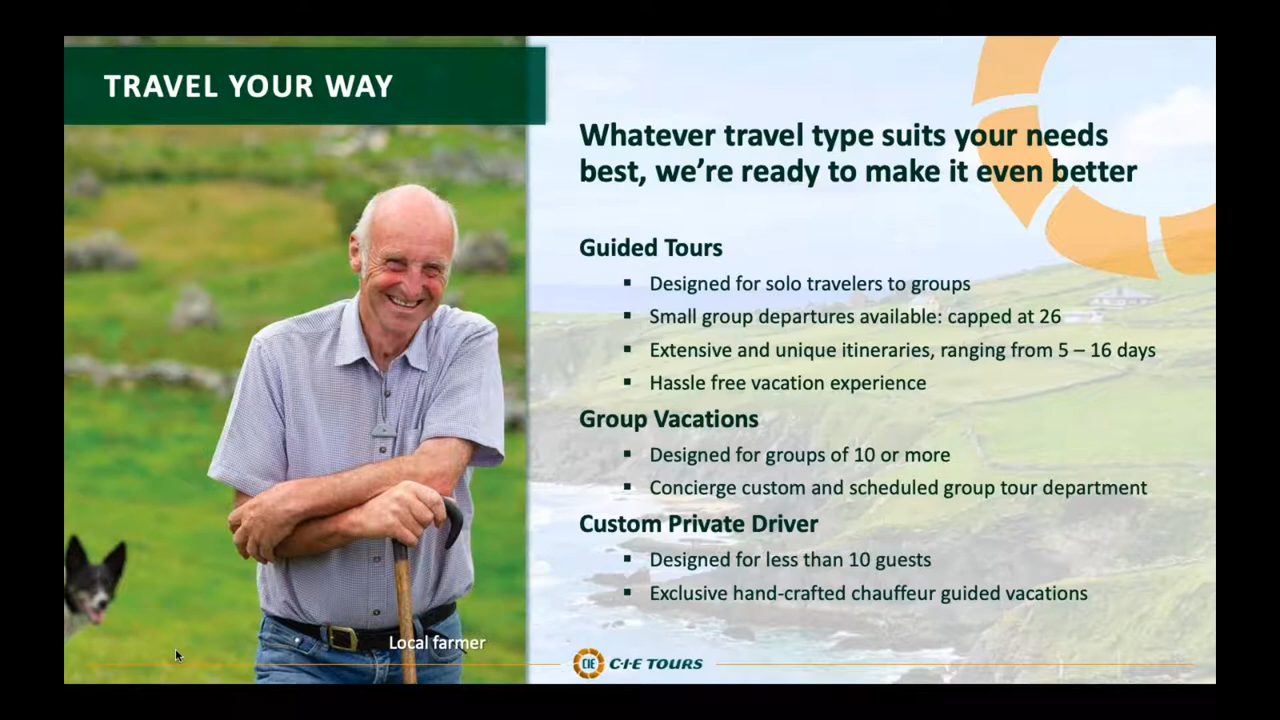 TRAVEL YOUR WAY
Whatever travel type suits your needs
best, we’re ready to make it even better
Guided Tours
▪ Designed for solo travelers to groups
▪ Small group departures available: capped at 26
▪ Extensive and unique itineraries, ranging from 5 – 16 days
▪ Hassle free vacation experience
Group Vacations
▪ Designed for groups of 10 or more
▪ Concierge custom and scheduled group tour department
Custom Private Driver
▪ Designed for less than 10 guests
▪ Exclusive hand-crafted chauffeur guided vacations
Local farmer
CIE C·I·E TOURS